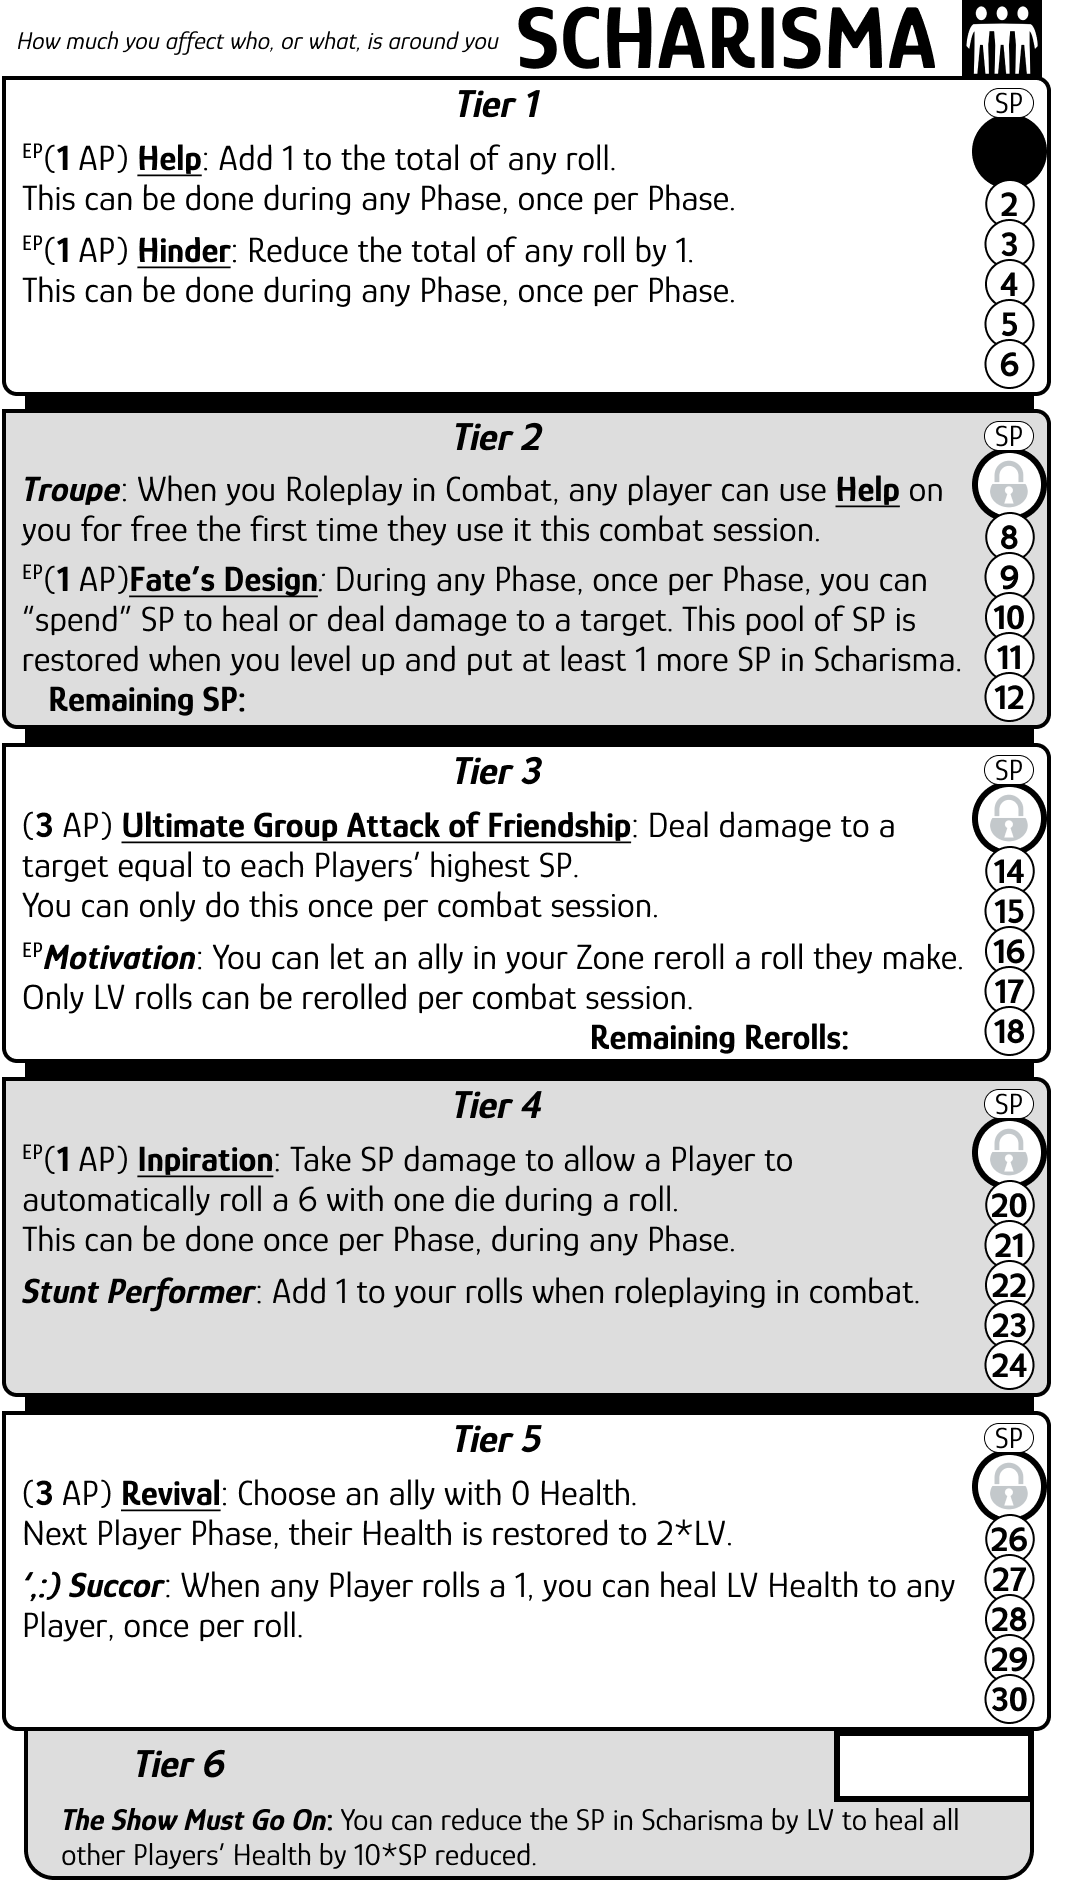 How much you affect who, or what, is around you SCHARISMA
Tier 1
SP
EP(1 AP) Help: Add 1 to the total of any roll.
This can be done during any Phase, once per Phase.
2
EP(1 AP) Hinder: Reduce the total of any roll by 1.
3
This can be done during any Phase, once per Phase.
4
5
6
Tier 2
SP
Troupe: When you Roleplay in Combat, any player can use Help on
you for free the first time they use it this combat session.
8
EP(1 AP)Fate's Design: During any Phase, once per Phase, you can
9
"spend" SP to heal or deal damage to a target. This pool of SP is
10
restored when you level up and put at least 1 more SP in Scharisma.
11
Remaining SP:
12
Tier 3
SP
(3 AP) Ultimate Group Attack of Friendship: Deal damage to a
target equal to each Players' highest SP.
14
You can only do this once per combat session.
15
EPMotivation: You can let an ally in your Zone reroll a roll they make.
16
Only LV rolls can be rerolled per combat session.
17
Remaining Rerolls:
18
Tier 4
SP
EP(1 AP) Inpiration: Take SP damage to allow a Player to
automatically roll a 6 with one die during a roll.
20
This can be done once per Phase, during any Phase.
21
Stunt Performer: Add 1 to your rolls when roleplaying in combat.
22
23
24
Tier 5
SP
(3 AP) Revival: Choose an ally with 0 Health.
Next Player Phase, their Health is restored to 2*LV.
26
',:) Succor: When any Player rolls a 1, you can heal LV Health to any
27
Player, once per roll.
28
29
30
Tier 6
The Show Must Go On: You can reduce the SP in Scharisma by LV to heal all
other Players' Health by 10*SP reduced.